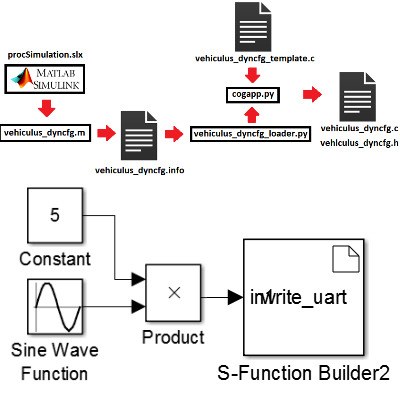 procSimulation.slx
MATLAB
SIMULINK
vehiculus_dyncfg.m
vehiculus_dyncfg.info
vehiculus_dyncfg_template.c
cogapp.py
vehiculus_dyncfg_loader.py
vehiculus_dyncfg.c
vehiculus_dyncfg.h
5
Constant
Sine Wave
Function
×
Product
write_uart
S-Function Builder2